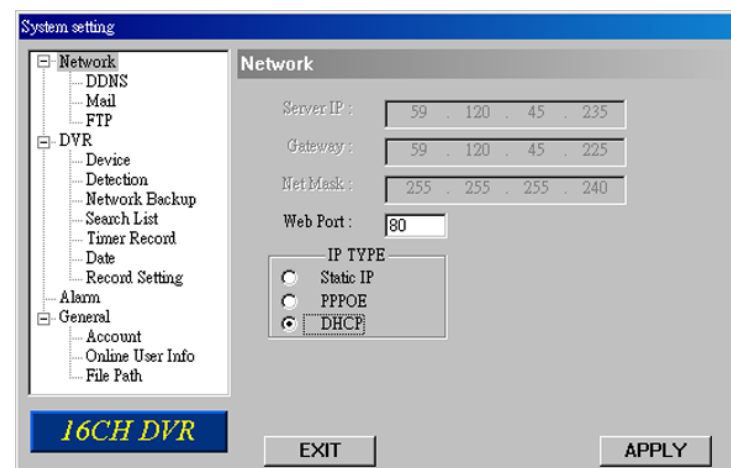 System setting
Network
DDNS
Mail
FTP
DVR
Device
Detection
Network Backup
Search List
Timer Record
Date
Record Setting
Alarm
General
Account
Online User Info
File Path
16CH DVR
Network
Server IP : 59 . 120 . 45 . 235
Gateway : 59 . 120 . 45 . 225
Net Mask : 255 . 255 . 255 . 240
Web Port : 80
IP TYPE
Static IP
PPPOE
DHCP
EXIT APPLY